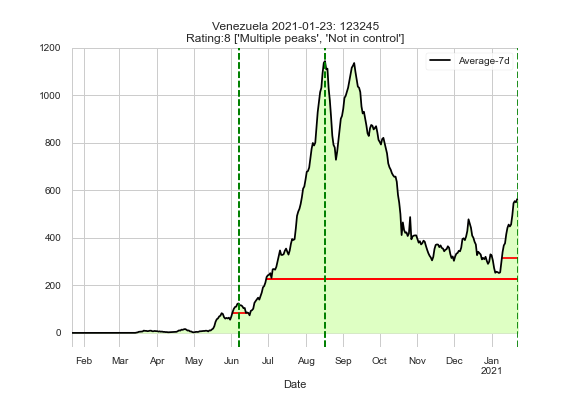 Venezuela 2021-01-23: 123245
Rating:8 ['Multiple peaks', 'Not in control']
Average-7d
1200
1000
800
600
400
200
0
Feb Mar Apr May Jun Jul Aug Sep Oct Nov Dec Jan
2021
Date